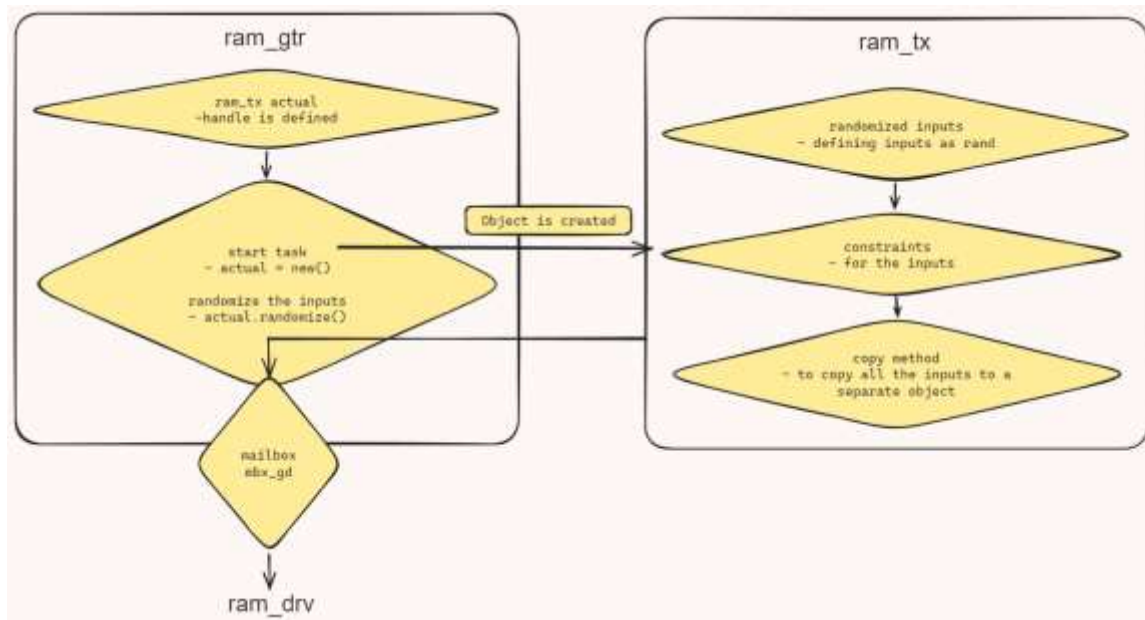 ram_gtr
ram_tx actual
-handle is defined
start task
- actual = new()
randomize the inputs
- actual.randomize()
Object is created
mailbox
mbx_gd
ram_drv
ram_tx
randomized inputs
- defining inputs as rand
constraints
- for the inputs
copy method
- to copy all the inputs to a
separate object